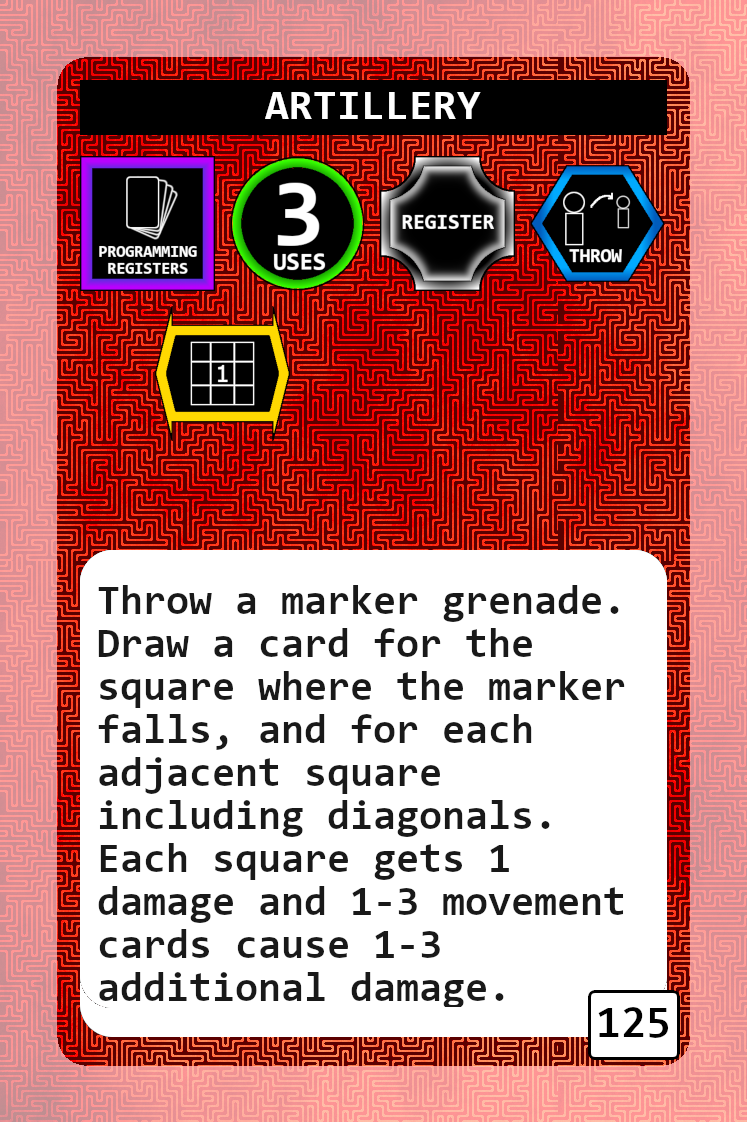 ARTILLERY
PROGRAMMING
REGISTERS
3
USES
REGISTER
THROW
1
Throw a marker grenade.
Draw a card for the
square where the marker
falls, and for each
adjacent square
including diagonals.
Each square gets 1
damage and 1-3 movement
cards cause 1-3
additional damage.
125